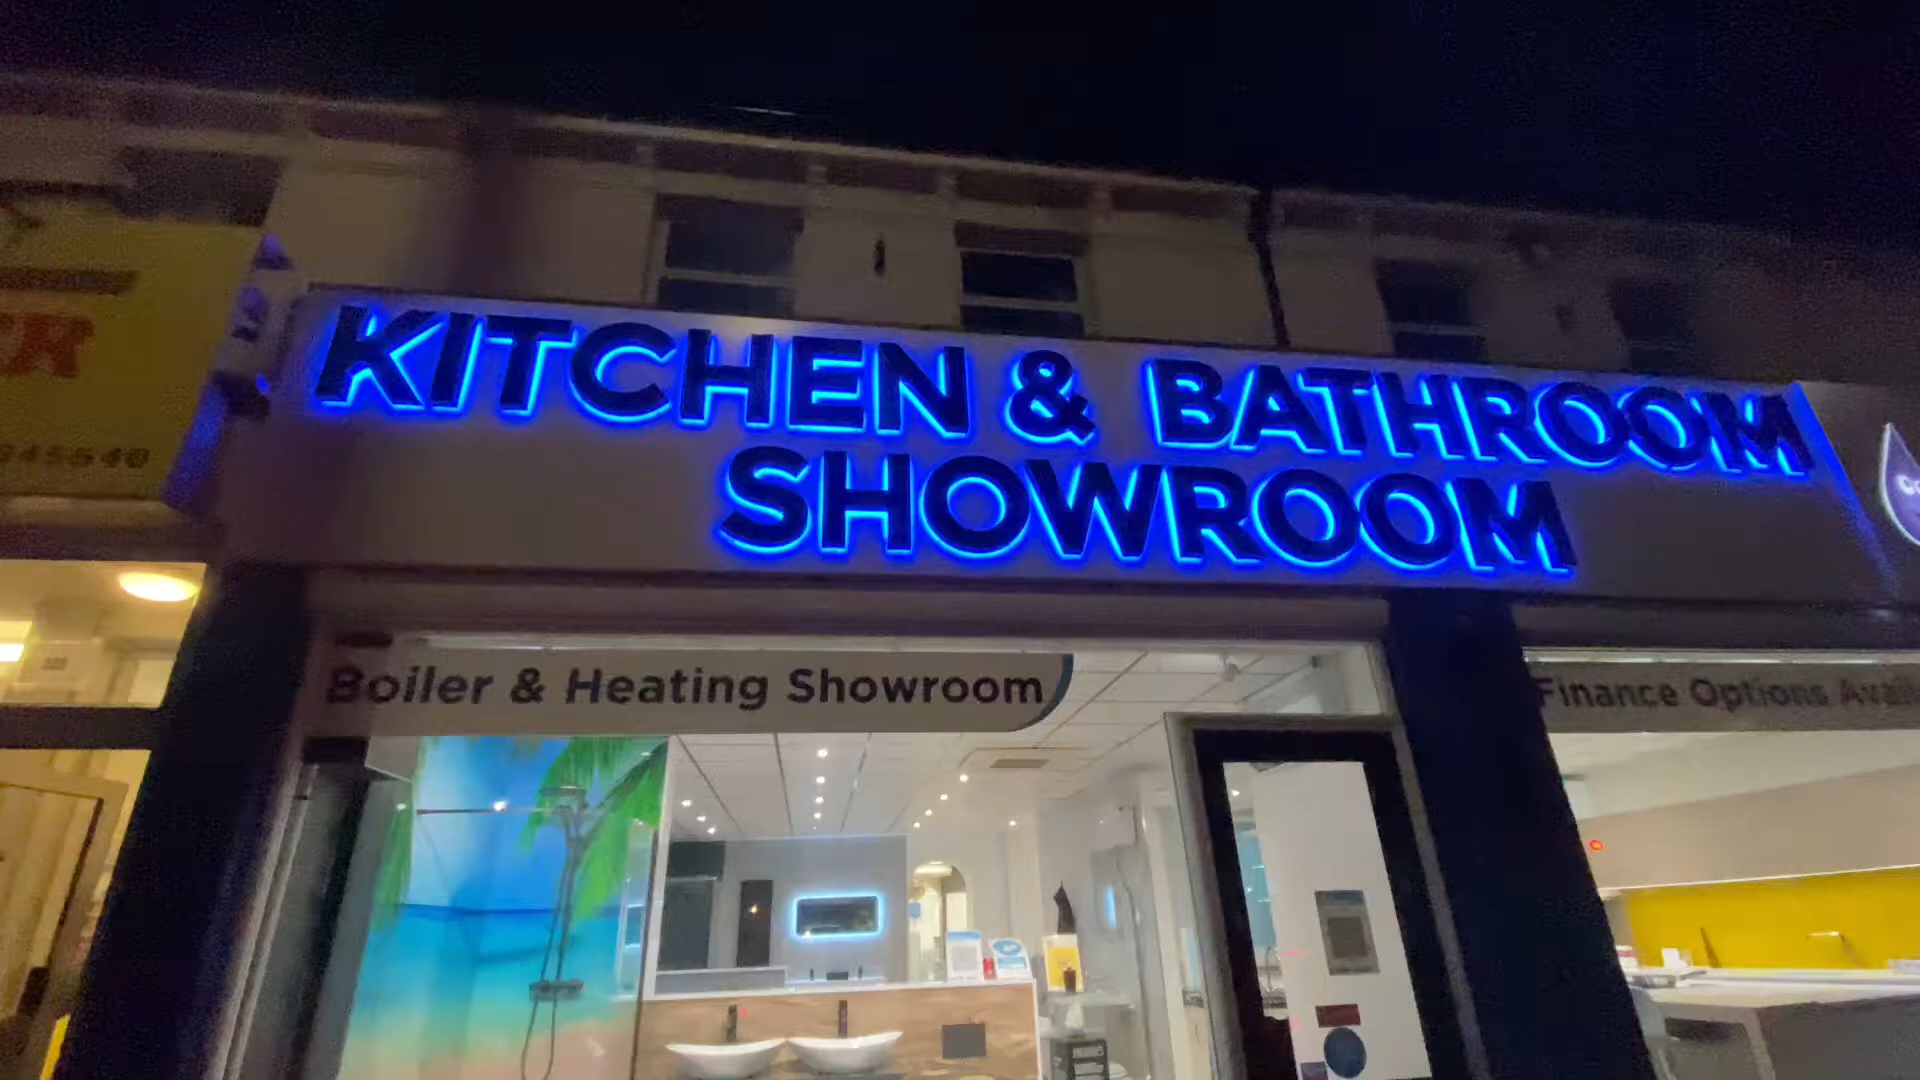 KITCHEN & BATHROOM
SHOWROOM
Boiler & Heating Showroom
Finance Options